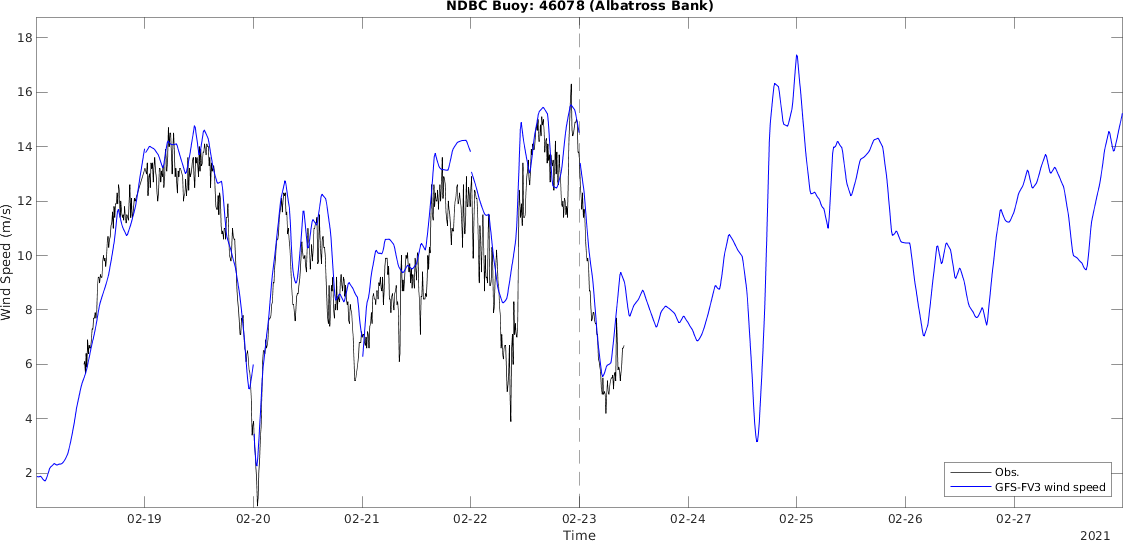 NDBC Buoy: 46078 (Albatross Bank)
18
16
14
12
10
8
6
4
2
Wind Speed (m/s)
Obs.
GFS-FV3 wind speed
02-19 02-20 02-21 02-22 02-23 02-24 02-25 02-26 02-27
Time
2021